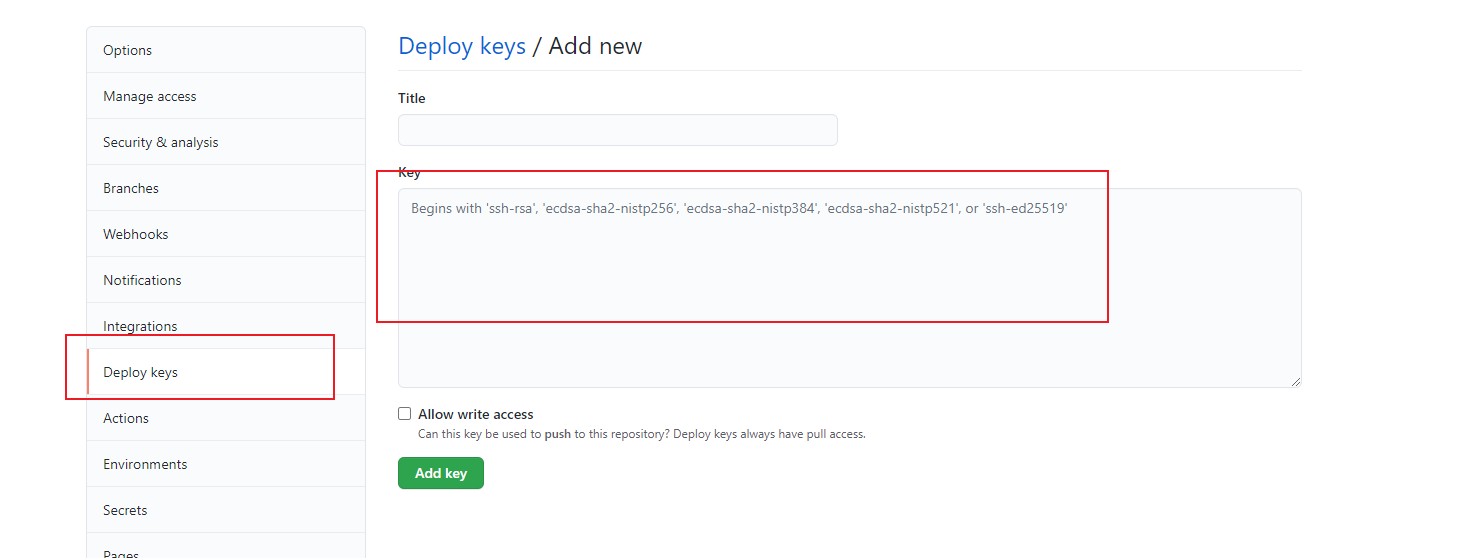 Options
Manage access
Security & analysis
Branches
Webhooks
Notifications
Integrations
Deploy keys
Actions
Environments
Secrets
Pages
Deploy keys / Add new
Title
Key
Begins with 'ssh-rsa', 'ecdsa-sha2-nistp256', 'ecdsa-sha2-nistp384', 'ecdsa-sha2-nistp521', or 'ssh-ed25519'
Allow write access
Can this key be used to push to this repository? Deploy keys always have pull access.
Add key